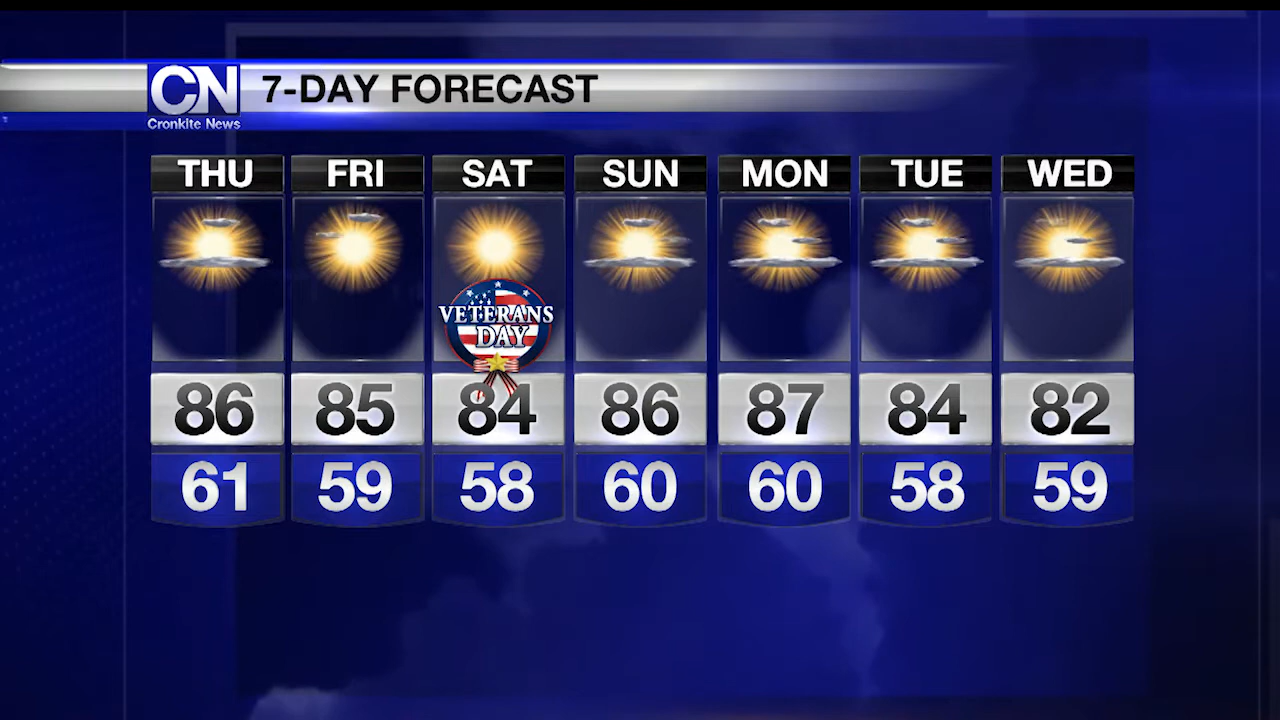 CN 7-DAY FORECAST
Cronkite News
THU FRI SAT SUN MON TUE WED
VETERANS
DAY
86 85 84 86 87 84 82
61 59 58 60 60 58 59